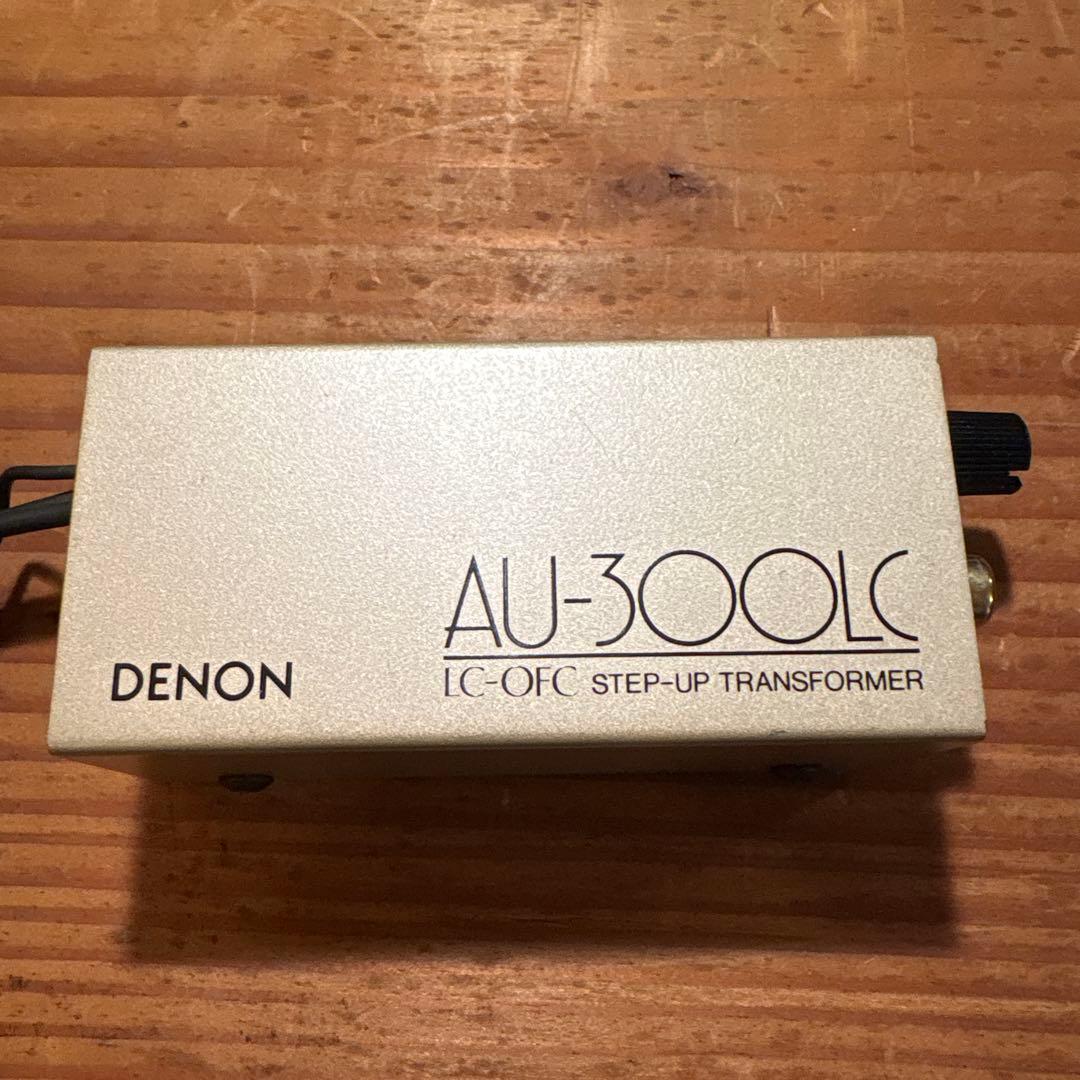 AU-300LC
DENON
LC-OFC STEP-UP TRANSFORMER